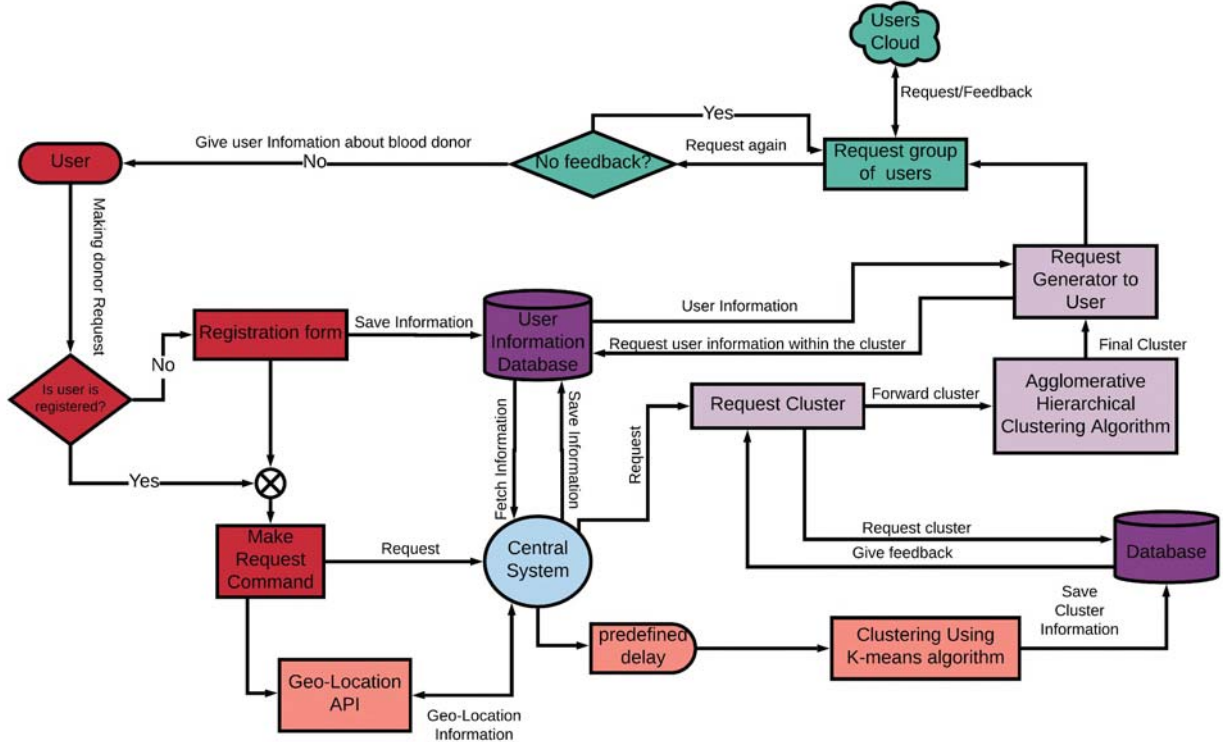 Users
Cloud
Request/Feedback
Yes
Give user Infomation about blood donor
No
User
No feedback?
Request again
Request group
of users
Making donor Request
Request
Generator to
User
User Information
Registration form
Save Information
User
Information
Database
Request user information within the cluster
Final Cluster
No
Is user is
registered?
Fetch Information
Save Information
Request Cluster
Forward cluster
Agglomerative
Hierarchical
Clustering Algorithm
Request
Yes
Make
Request
Command
Request
Central
System
Request cluster
Give feedback
Database
Save
Cluster
Information
predefined
delay
Clustering Using
K-means algorithm
Geo-Location
API
Geo-Location
Information